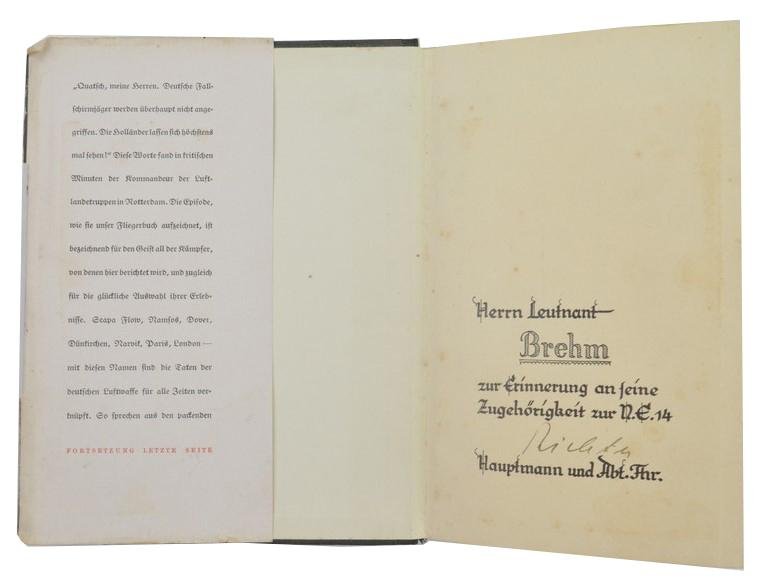 „Quatsch, meine Herren. Deutsche Fall-
schirmjäger werden überhaupt nicht ange-
griffen. Die Holländer lassen sich höchstens
mal sehen!“ Diese Worte fand in kritischen
Minuten der Kommandeur der Luft-
landetruppen in Rotterdam. Die Episode,
wie sie unser Fliegerbuch aufzeichnet, ist
bezeichnend für den Geist all der Kämpfer,
von denen hier berichtet wird, und zugleich
für die glückliche Auswahl ihrer Erleb-
nisse. Scapa Flow, Namsos, Dover,
Dünkirchen, Narvik, Paris, London —
mit diesen Namen sind die Taten der
deutschen Luftwaffe für alle Zeiten ver-
knüpft. So sprechen aus den packenden
FORTSETZUNG LETZTE SEITE
Herrn Leutnant
Brehm
zur Erinnerung an seine
Zugehörigkeit zur N.E.14
Richter
Hauptmann und Abt. Fhr.